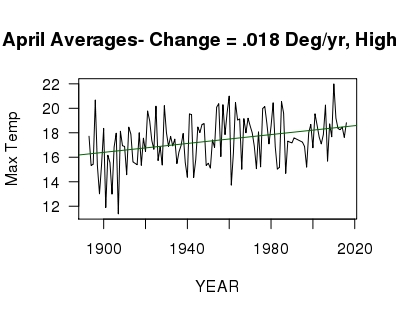 April Averages- Change = .018 Deg/yr, High
Max Temp
22
20
18
16
14
12
1900 1940 1980 2020
YEAR